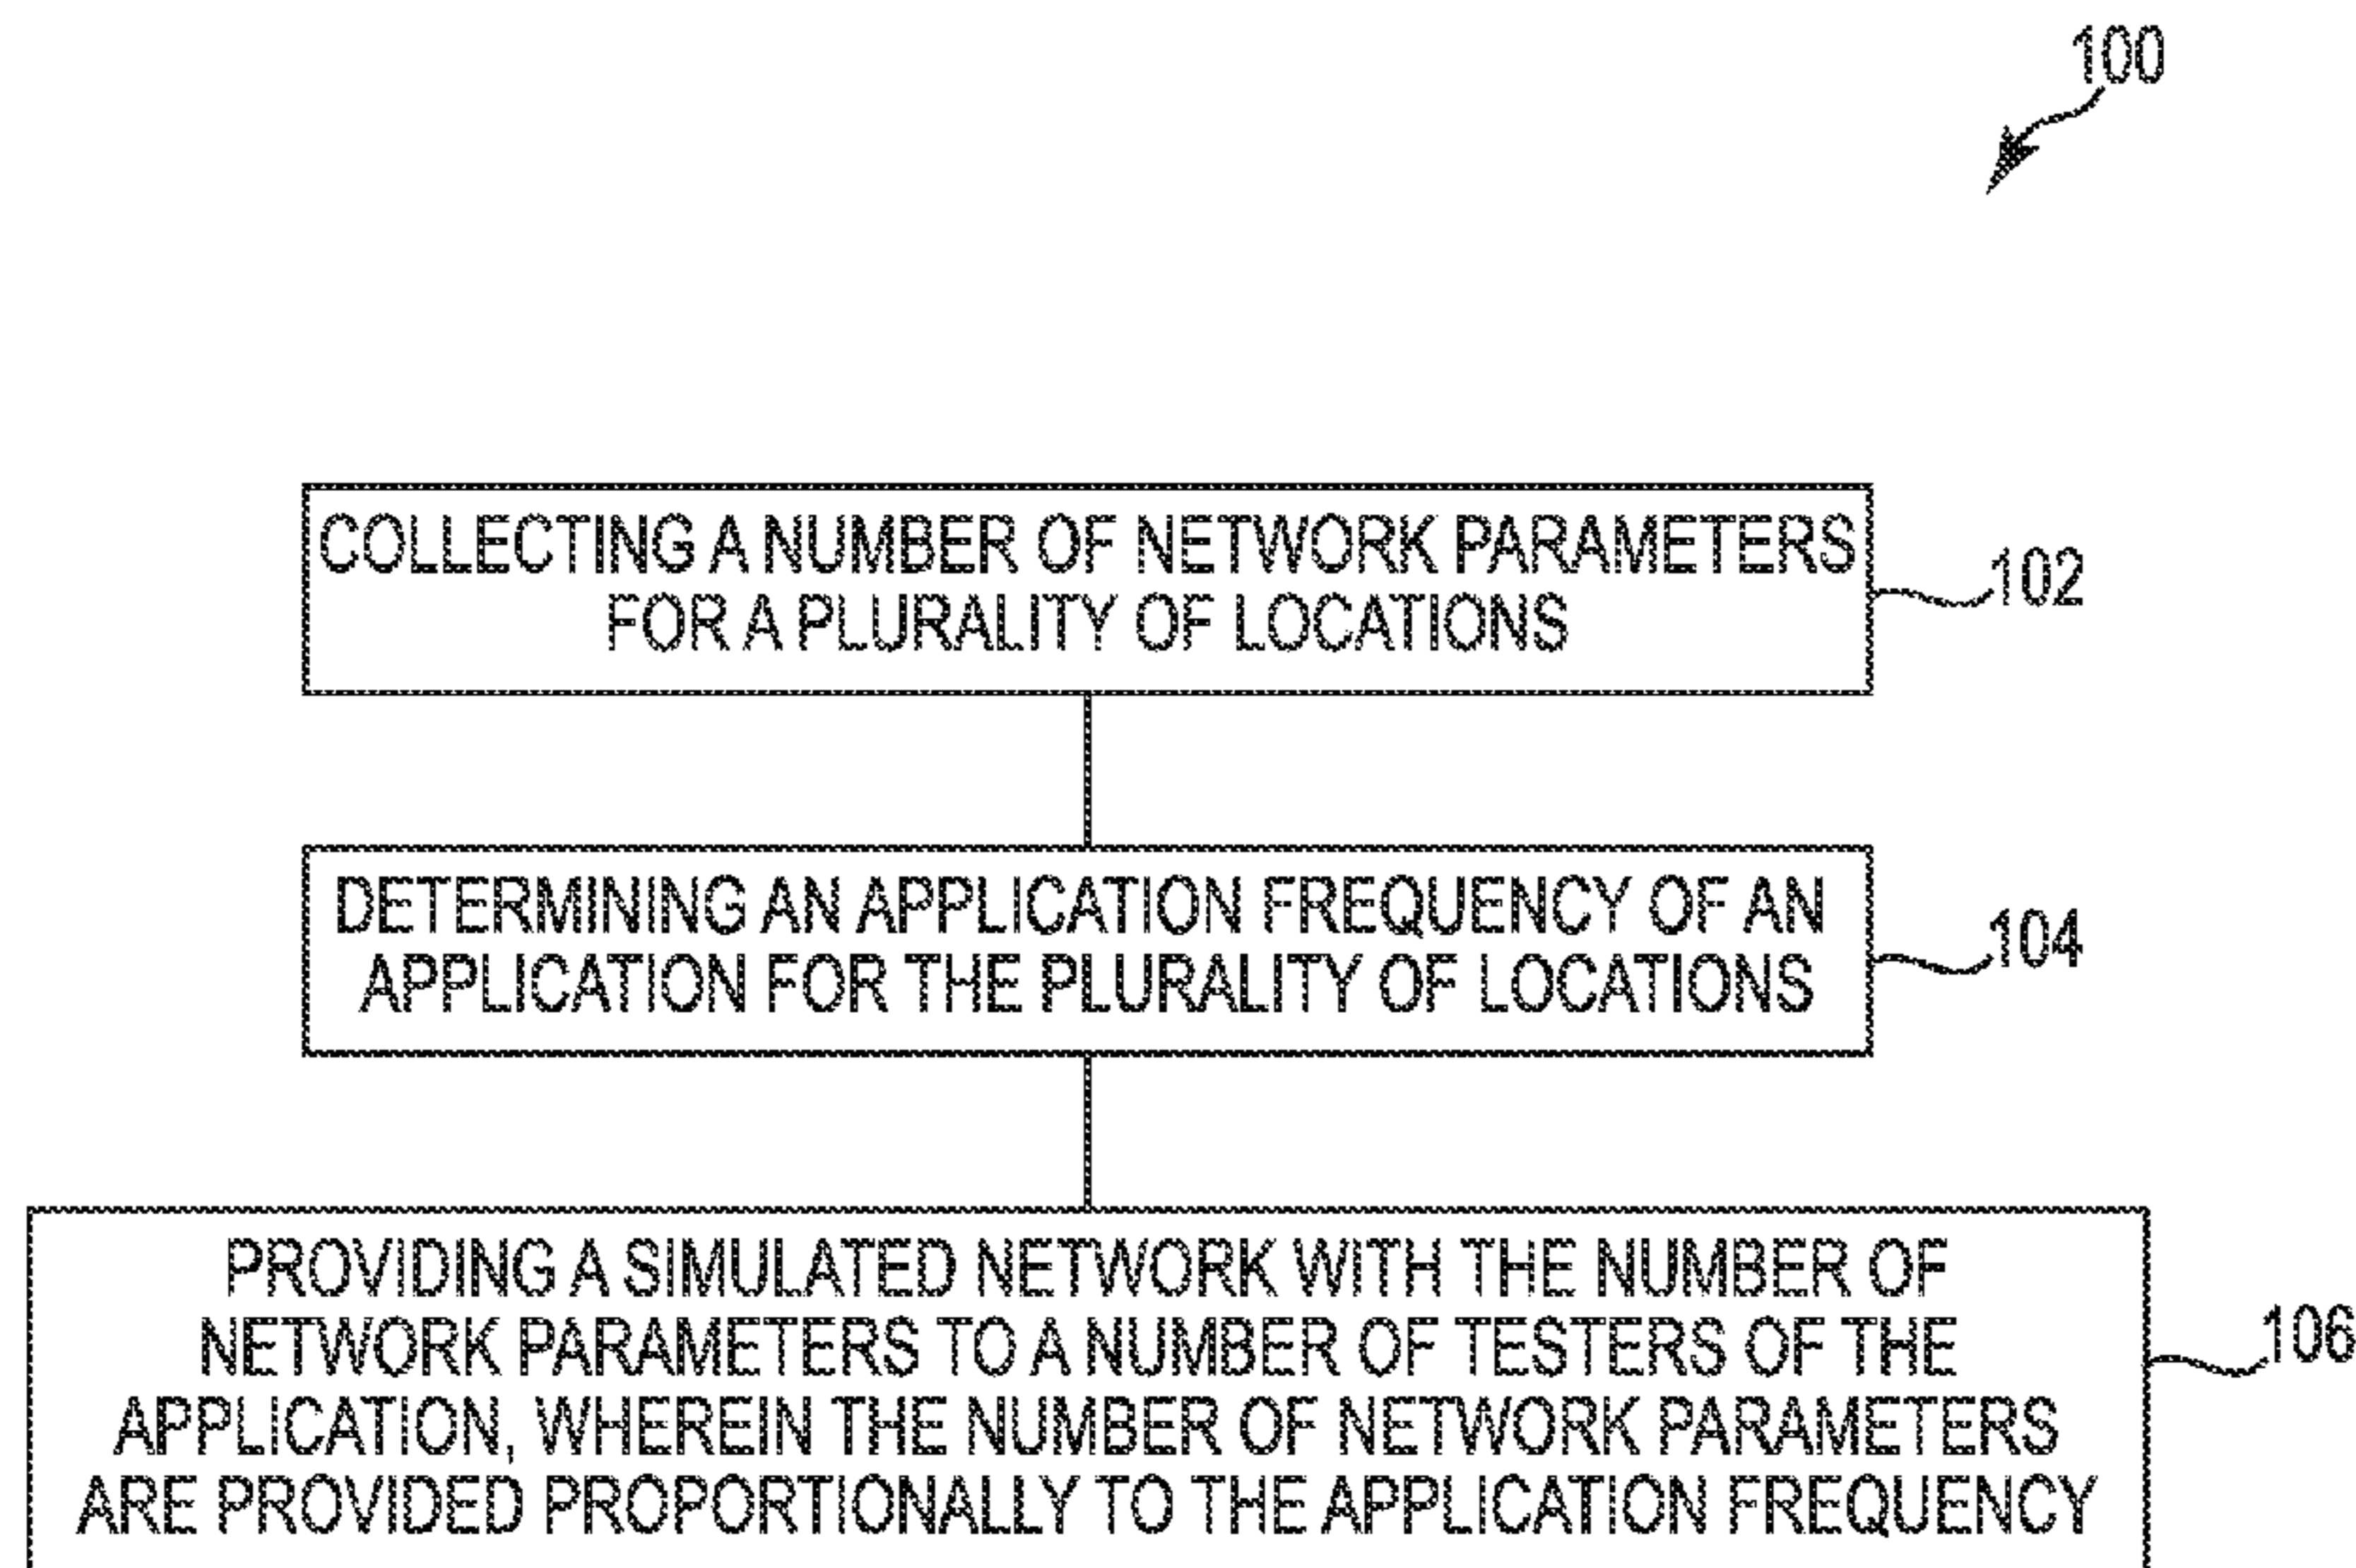 100
COLLECTING A NUMBER OF NETWORK PARAMETERS
FOR A PLURALITY OF LOCATIONS
102
DETERMINING AN APPLICATION FREQUENCY OF AN
APPLICATION FOR THE PLURALITY OF LOCATIONS
104
PROVIDING A SIMULATED NETWORK WITH THE NUMBER OF
NETWORK PARAMETERS TO A NUMBER OF TESTERS OF THE
APPLICATION, WHEREIN THE NUMBER OF NETWORK PARAMETERS
ARE PROVIDED PROPORTIONALLY TO THE APPLICATION FREQUENCY
106